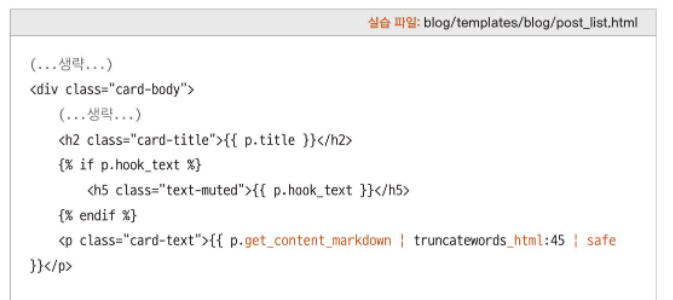 실습 파일: blog/templates/blog/post_list.html
(...생략...)
<div class="card-body">
    (...생략...)
    <h2 class="card-title">{{ p.title }}</h2>
    {% if p.hook_text %}
        <h5 class="text-muted">{{ p.hook_text }}</h5>
    {% endif %}
    <p class="card-text">{{ p.get_content_markdown | truncatewords_html:45 | safe
}}</p>